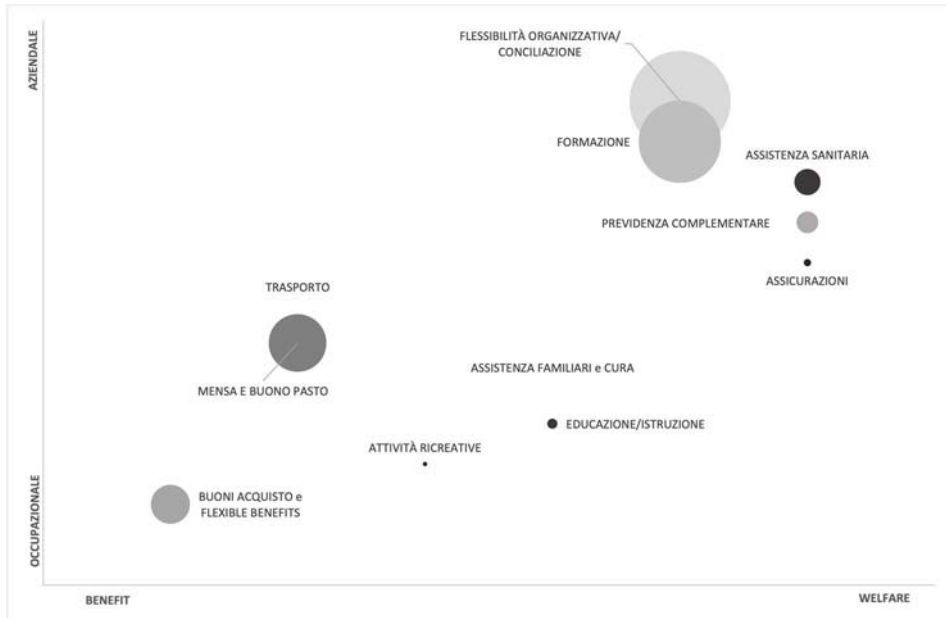 AZIENDALE
FLESSIBILITÀ ORGANIZZATIVA/
CONCILIAZIONE
FORMAZIONE
ASSISTENZA SANITARIA
PREVIDENZA COMPLEMENTARE
ASSICURAZIONI
TRASPORTO
MENSA E BUONO PASTO
ASSISTENZA FAMILIARI e CURA
EDUCAZIONE/ISTRUZIONE
ATTIVITÀ RICREATIVE
BUONI ACQUISTO e
FLEXIBLE BENEFITS
OCCUPAZIONALE
BENEFIT
WELFARE